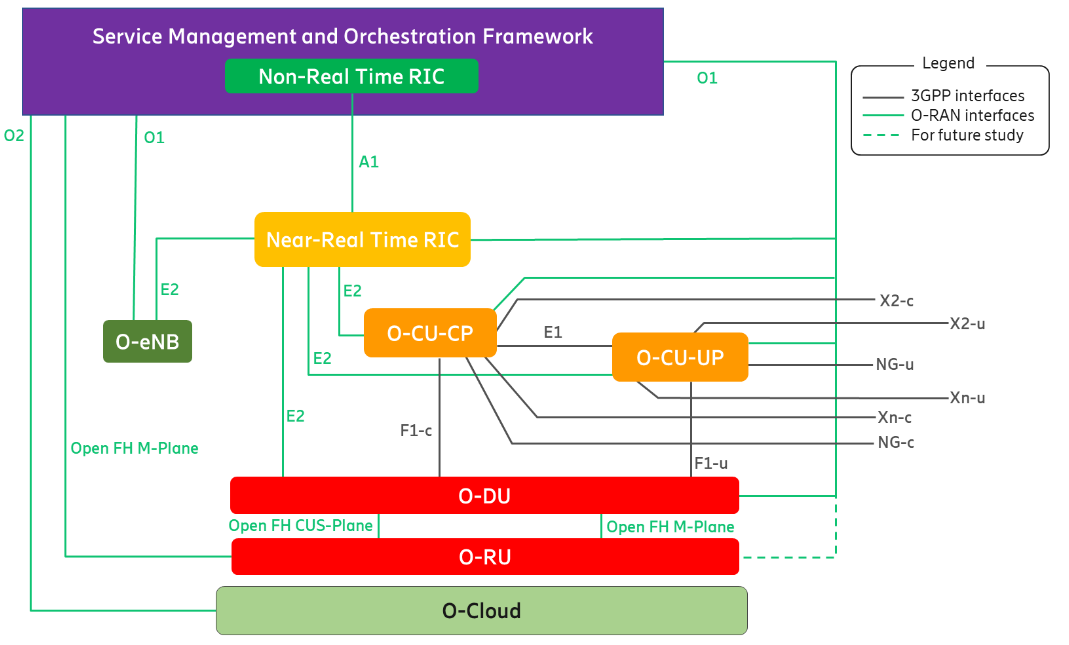 Service Management and Orchestration Framework
Non-Real Time RIC
Legend
3GPP interfaces
O-RAN interfaces
For future study
O1
O2
O1
A1
Near-Real Time RIC
E2
E2
X2-c
X2-u
O-eNB
O-CU-CP
E1
O-CU-UP
E2
NG-u
Xn-u
E2
F1-c
Xn-c
NG-c
Open FH M-Plane
F1-u
O-DU
Open FH CUS-Plane
Open FH M-Plane
O-RU
O-Cloud